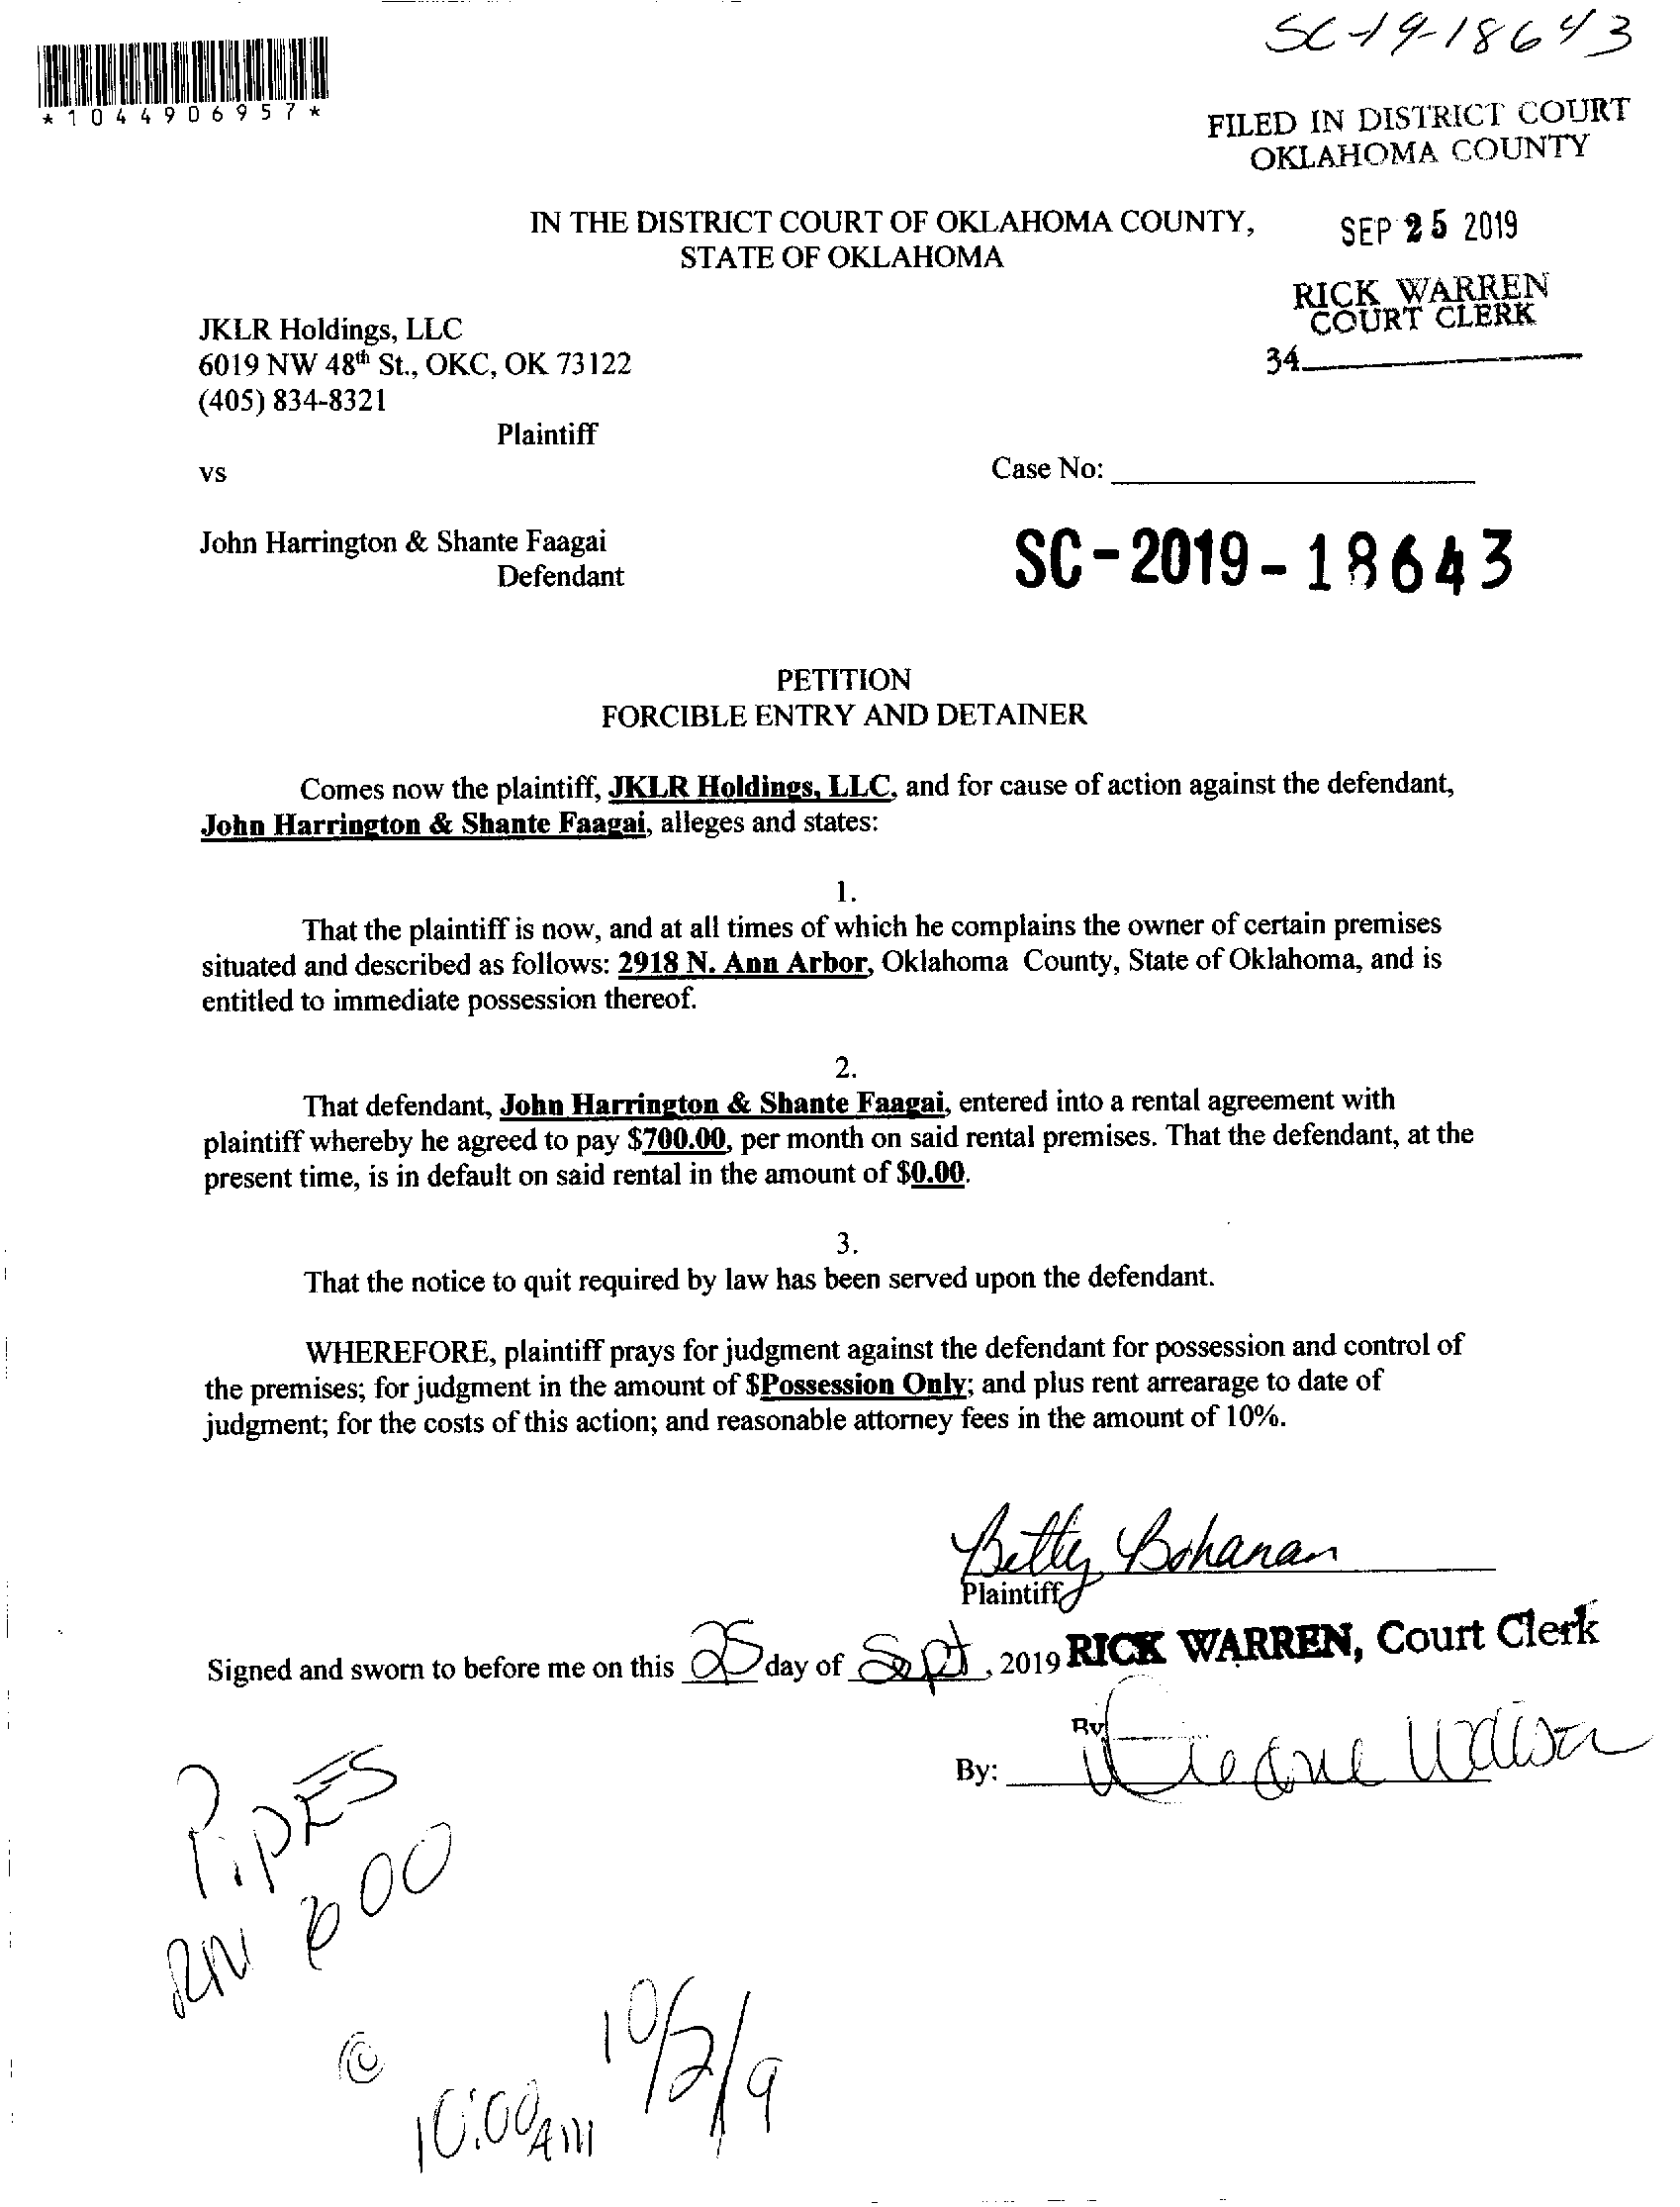 SC-19-18643
*1044906957*
FILED IN DISTRICT COURT
OKLAHOMA COUNTY
IN THE DISTRICT COURT OF OKLAHOMA COUNTY,
STATE OF OKLAHOMA
SEP 25 2019
RICK WARREN
COURT CLERK
34
JKLR Holdings, LLC
6019 NW 48th St., OKC, OK 73122
(405) 834-8321
Plaintiff
vs
Case No:
John Harrington & Shante Faagai
Defendant
SC-2019-18643
PETITION
FORCIBLE ENTRY AND DETAINER
Comes now the plaintiff, JKLR Holdings, LLC, and for cause of action against the defendant,
John Harrington & Shante Faagai, alleges and states:
1.
That the plaintiff is now, and at all times of which he complains the owner of certain premises
situated and described as follows: 2918 N. Ann Arbor, Oklahoma County, State of Oklahoma, and is
entitled to immediate possession thereof.
2.
That defendant, John Harrington & Shante Faagai, entered into a rental agreement with
plaintiff whereby he agreed to pay $700.00, per month on said rental premises. That the defendant, at the
present time, is in default on said rental in the amount of $0.00.
3.
That the notice to quit required by law has been served upon the defendant.
WHEREFORE, plaintiff prays for judgment against the defendant for possession and control of
the premises; for judgment in the amount of $Possession Only; and plus rent arrearage to date of
judgment; for the costs of this action; and reasonable attorney fees in the amount of 10%.
Betty Bohanan
Plaintiff
Signed and sworn to before me on this 25 day of Sept, 2019
RICK WARREN, Court Clerk
By
By:
PipES
RM 600
@
10:00 AM
10/2/19